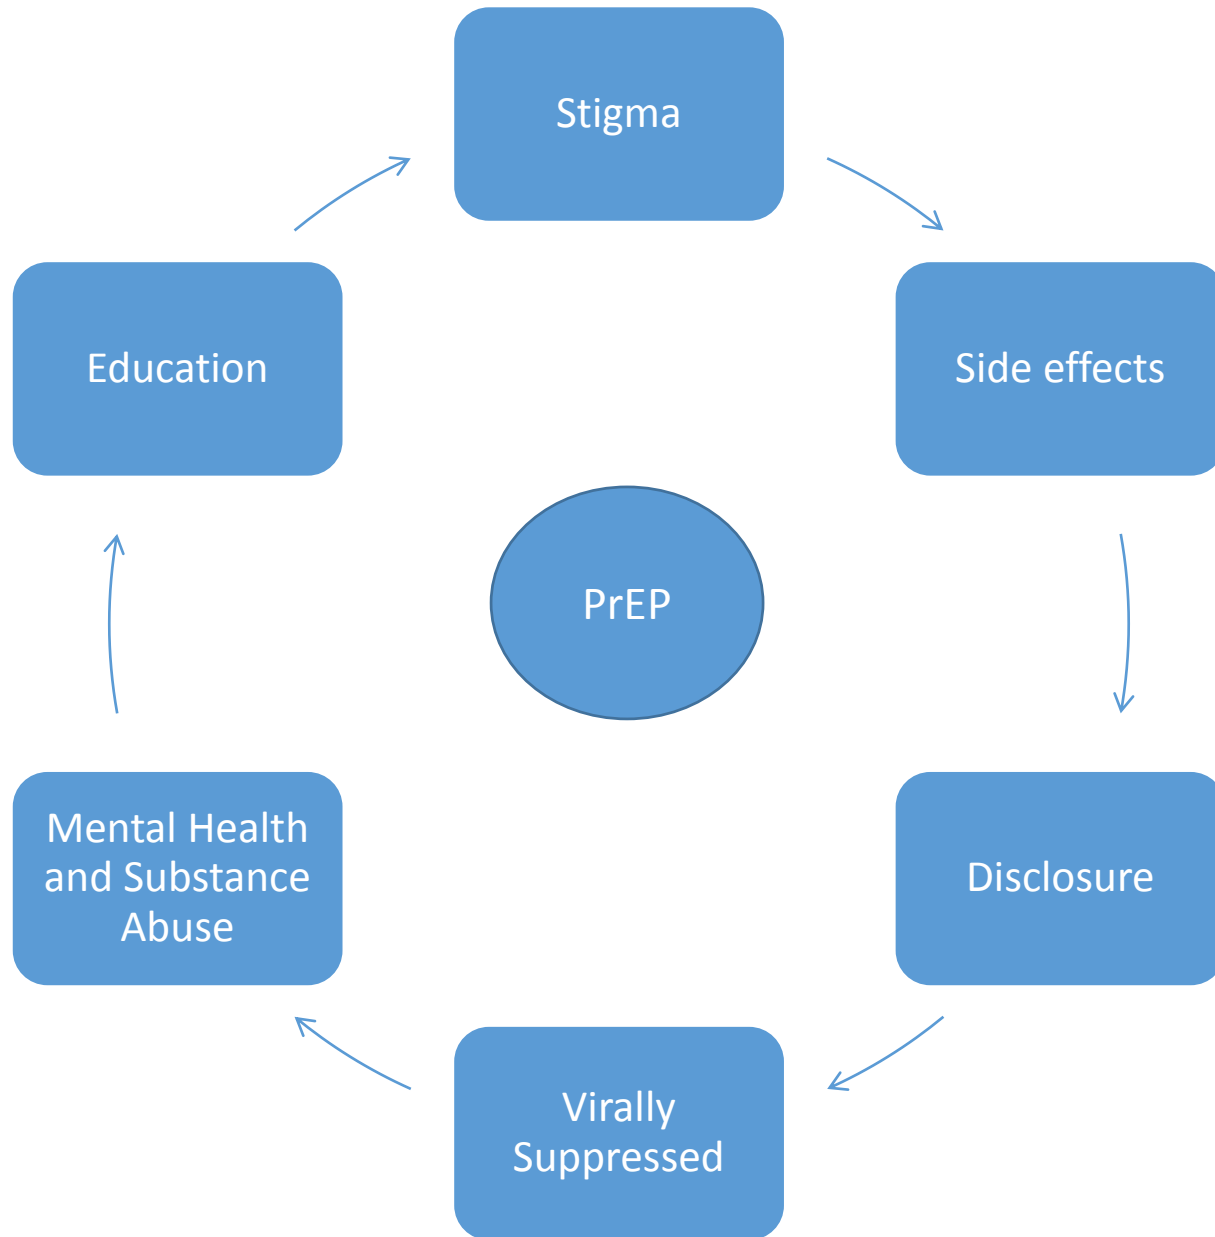 Stigma
Side effects
Disclosure
Virally
Suppressed
Mental Health
and Substance
Abuse
Education
PrEP